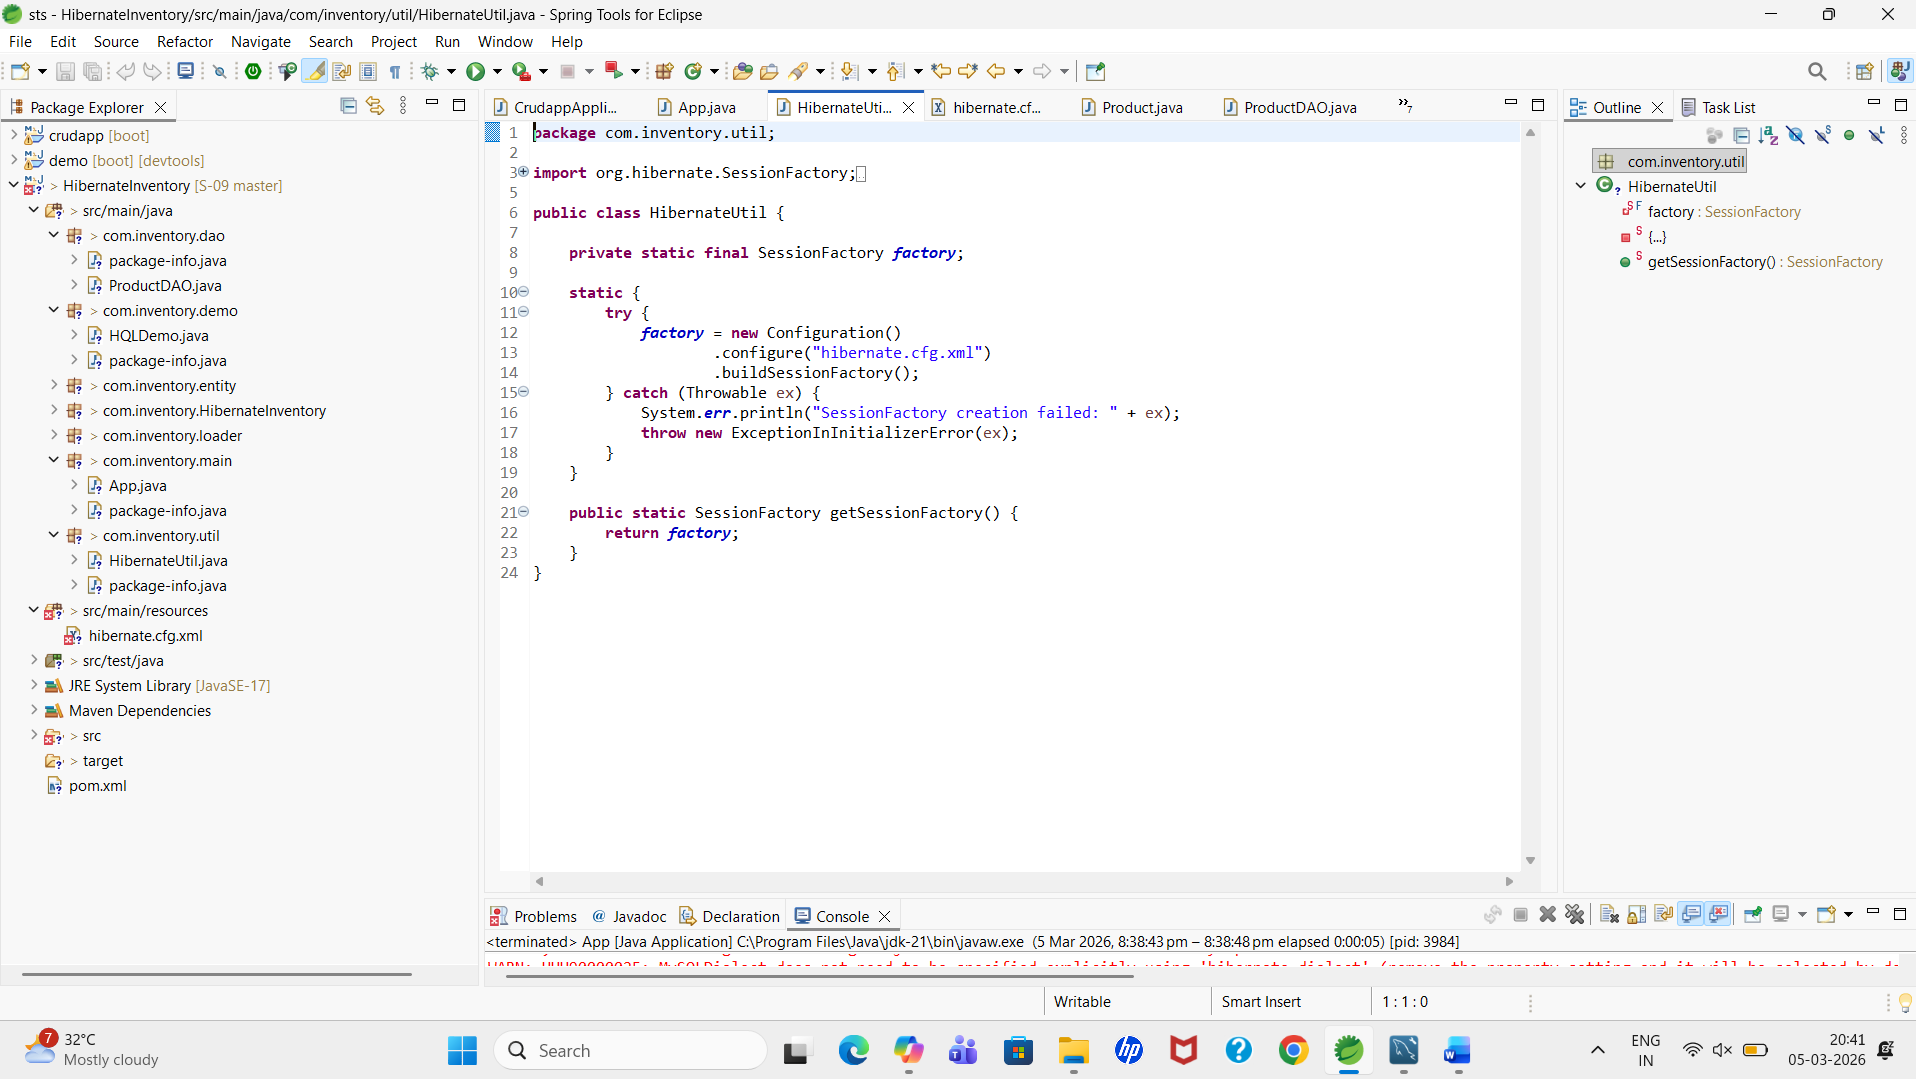 sts - HibernateInventory/src/main/java/com/inventory/util/HibernateUtil.java - Spring Tools for Eclipse
File Edit Source Refactor Navigate Search Project Run Window Help
Package Explorer
crudapp [boot]
demo [boot] [devtools]
> HibernateInventory [S-09 master]
> src/main/java
> com.inventory.dao
package-info.java
ProductDAO.java
> com.inventory.demo
HQLDemo.java
package-info.java
> com.inventory.entity
> com.inventory.HibernateInventory
> com.inventory.loader
> com.inventory.main
App.java
package-info.java
> com.inventory.util
HibernateUtil.java
package-info.java
> src/main/resources
hibernate.cfg.xml
> src/test/java
JRE System Library [JavaSE-17]
Maven Dependencies
> src
> target
pom.xml
CrudappAppli... App.java HibernateUti... hibernate.cf... Product.java ProductDAO.java »7
1 package com.inventory.util;
2
3 import org.hibernate.SessionFactory;
5
6 public class HibernateUtil {
7
8 private static final SessionFactory factory;
9
10 static {
11 try {
12 factory = new Configuration()
13 .configure("hibernate.cfg.xml")
14 .buildSessionFactory();
15 } catch (Throwable ex) {
16 System.err.println("SessionFactory creation failed: " + ex);
17 throw new ExceptionInInitializerError(ex);
18 }
19 }
20
21 public static SessionFactory getSessionFactory() {
22 return factory;
23 }
24 }
Outline Task List
com.inventory.util
HibernateUtil
factory : SessionFactory
{...}
getSessionFactory() : SessionFactory
Problems Javadoc Declaration Console
<terminated> App [Java Application] C:\Program Files\Java\jdk-21\bin\javaw.exe (5 Mar 2026, 8:38:43 pm – 8:38:48 pm elapsed 0:00:05) [pid: 3984]
Writable Smart Insert 1 : 1 : 0
7
32°C
Mostly cloudy
Search
ENG
IN
20:41
05-03-2026